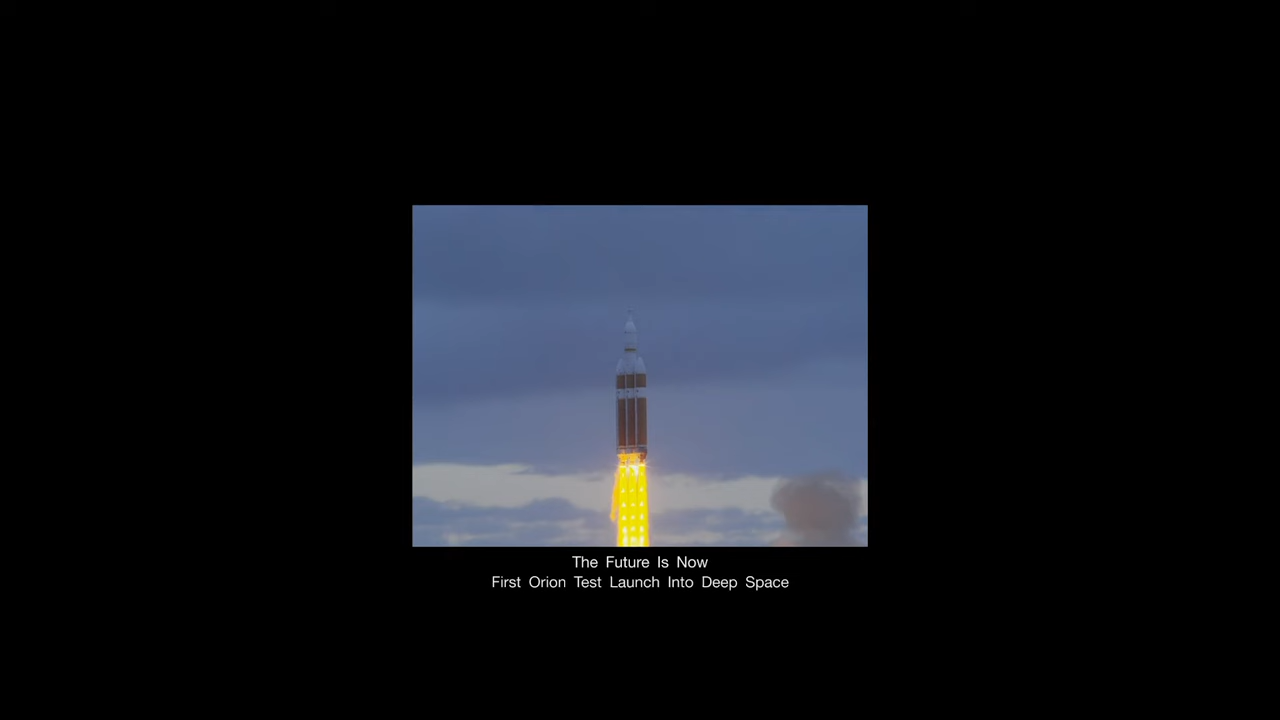 The Future Is Now
First Orion Test Launch Into Deep Space